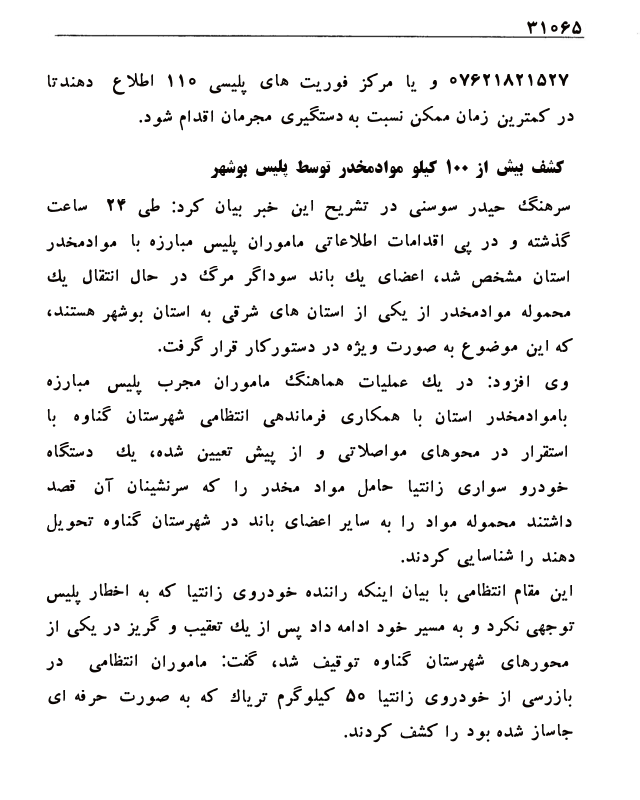 ۳۱۰۶۵
۰۷۶۲۱۸۲۱۵۲۷ و یا مرکز فوریت های پلیسی ۱۱۰ اطلاع دهندتا
در کمترین زمان ممکن نسبت به دستگیری مجرمان اقدام شود.
کشف بیش از ۱۰۰ کیلو موادمخدر توسط پلیس بوشهر
سرهنگ حیدر سوسنی در تشریح این خبر بیان کرد: طی ۲۴ ساعت
گذشته و در پی اقدامات اطلاعاتی ماموران پلیس مبارزه با موادمخدر
استان مشخص شد، اعضای یک باند سوداگر مرگ در حال انتقال یک
محموله موادمخدر از یکی از استان های شرقی به استان بوشهر هستند،
که این موضوع به صورت ویژه در دستورکار قرار گرفت.
وی افزود: در یک عملیات هماهنگ ماموران مجرب پلیس مبارزه
باموادمخدر استان با همکاری فرماندهی انتظامی شهرستان گناوه با
استقرار در محوهای مواصلاتی و از پیش تعیین شده، یک دستگاه
خودرو سواری زانتیا حامل مواد مخدر را که سرنشینان آن قصد
داشتند محموله مواد را به سایر اعضای باند در شهرستان گناوه تحویل
دهند را شناسایی کردند.
این مقام انتظامی با بیان اینکه راننده خودروی زانتیا که به اخطار پلیس
توجهی نکرد و به مسیر خود ادامه داد پس از یک تعقیب و گریز در یکی از
محورهای شهرستان گناوه توقیف شد، گفت: ماموران انتظامی در
بازرسی از خودروی زانتیا ۵۰ کیلوگرم تریاک که به صورت حرفه ای
جاساز شده بود را کشف کردند.